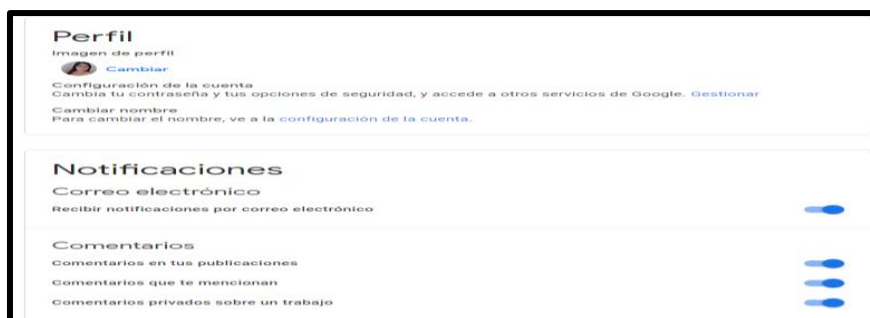 Perfil
Imagen de perfil
Cambiar
Configuración de la cuenta
Cambia tu contraseña y tus opciones de seguridad, y accede a otros servicios de Google. Gestionar
Cambiar nombre
Para cambiar el nombre, ve a la configuración de la cuenta.
Notificaciones
Correo electrónico
Recibir notificaciones por correo electrónico
Comentarios
Comentarios en tus publicaciones
Comentarios que te mencionan
Comentarios privados sobre un trabajo